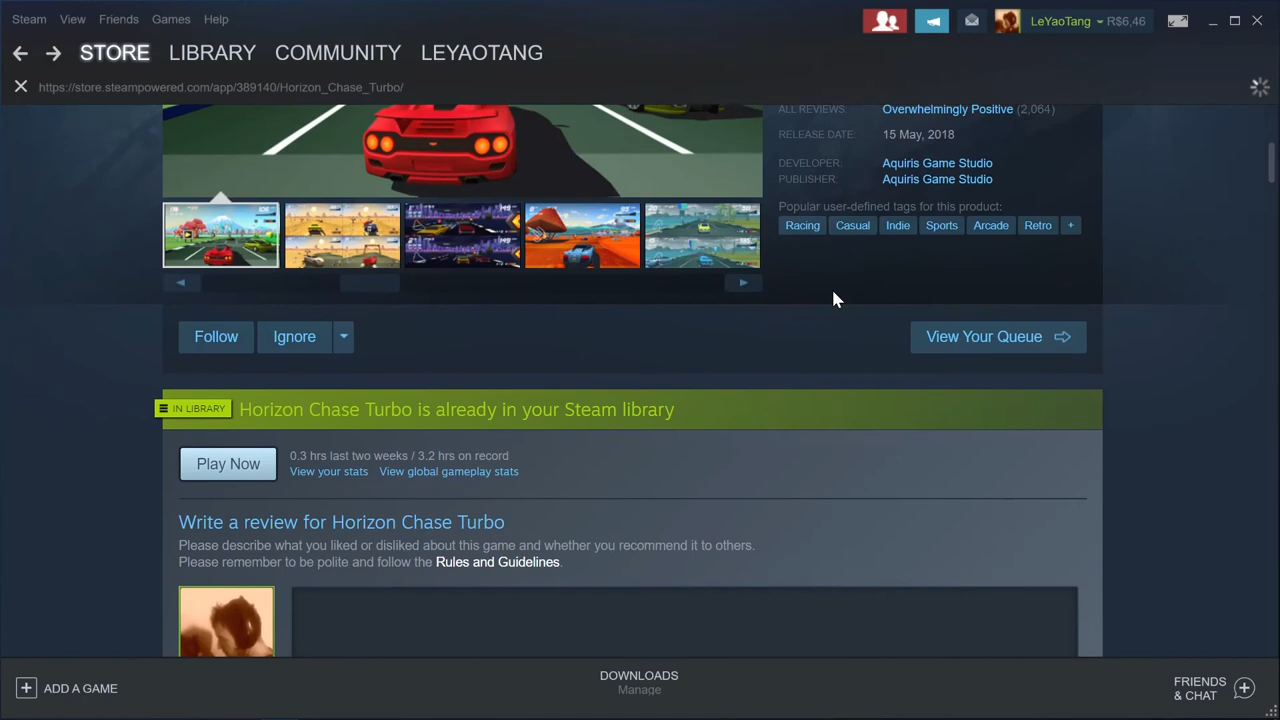 Steam View Friends Games Help
LeYaoTang R$6,46
STORE LIBRARY COMMUNITY LEYAOTANG
https://store.steampowered.com/app/389140/Horizon_Chase_Turbo/
ALL REVIEWS: Overwhelmingly Positive (2,064)
RELEASE DATE: 15 May, 2018
DEVELOPER: Aquiris Game Studio
PUBLISHER: Aquiris Game Studio
Popular user-defined tags for this product:
Racing Casual Indie Sports Arcade Retro +
Follow Ignore View Your Queue
IN LIBRARY Horizon Chase Turbo is already in your Steam library
Play Now 0.3 hrs last two weeks / 3.2 hrs on record
View your stats View global gameplay stats
Write a review for Horizon Chase Turbo
Please describe what you liked or disliked about this game and whether you recommend it to others.
Please remember to be polite and follow the Rules and Guidelines.
+ ADD A GAME
DOWNLOADS
Manage
FRIENDS
& CHAT